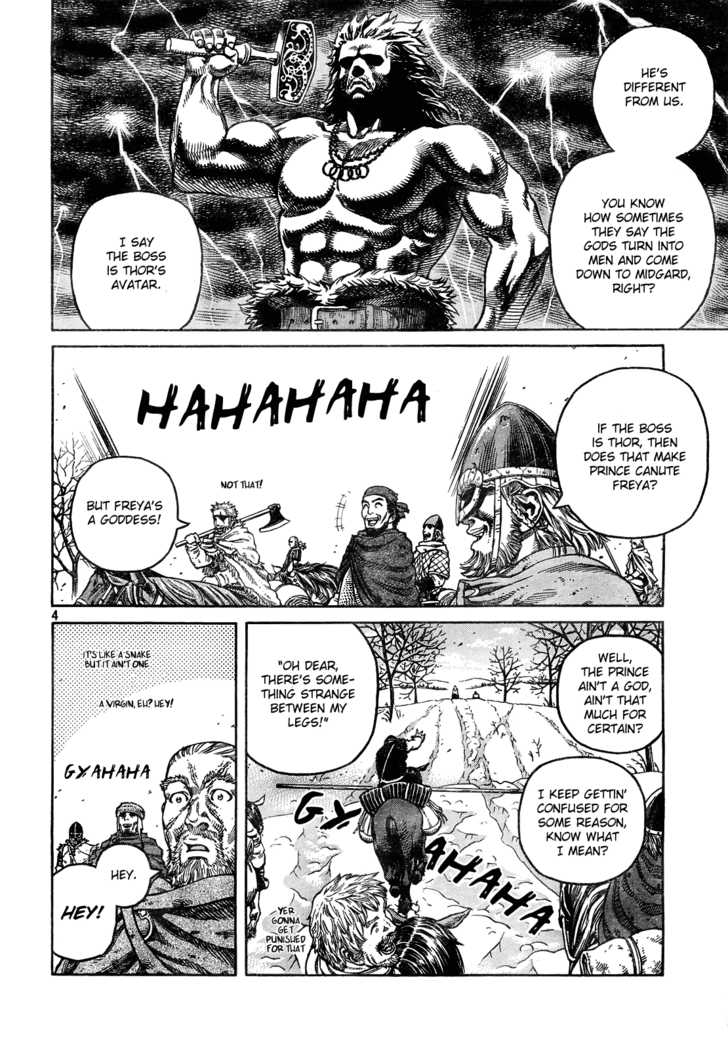 HE'S
DIFFERENT
FROM US.
YOU KNOW
HOW SOMETIMES
THEY SAY THE
GODS TURN INTO
MEN AND COME
DOWN TO MIDGARD,
RIGHT?
I SAY
THE BOSS
IS THOR'S
AVATAR.
IF THE BOSS
IS THOR, THEN
DOES THAT MAKE
PRINCE CANUTE
FREYA?
HAHAHAHA
NOT THAT!
BUT FREYA'S
A GODDESS!
4
WELL,
THE PRINCE
AIN'T A GOD,
AIN'T THAT
MUCH FOR
CERTAIN?
I KEEP GETTIN'
CONFUSED FOR
SOME REASON,
KNOW WHAT
I MEAN?
"OH DEAR,
THERE'S SOME-
THING STRANGE
BETWEEN MY
LEGS!"
GYAHAHA
YER
GONNA
GET
PUNISHED
FOR THAT
IT'S LIKE A SNAKE
BUT IT AIN'T ONE
A VIRGIN, EH? HEY!
GYAHAHA
HEY.
HEY!